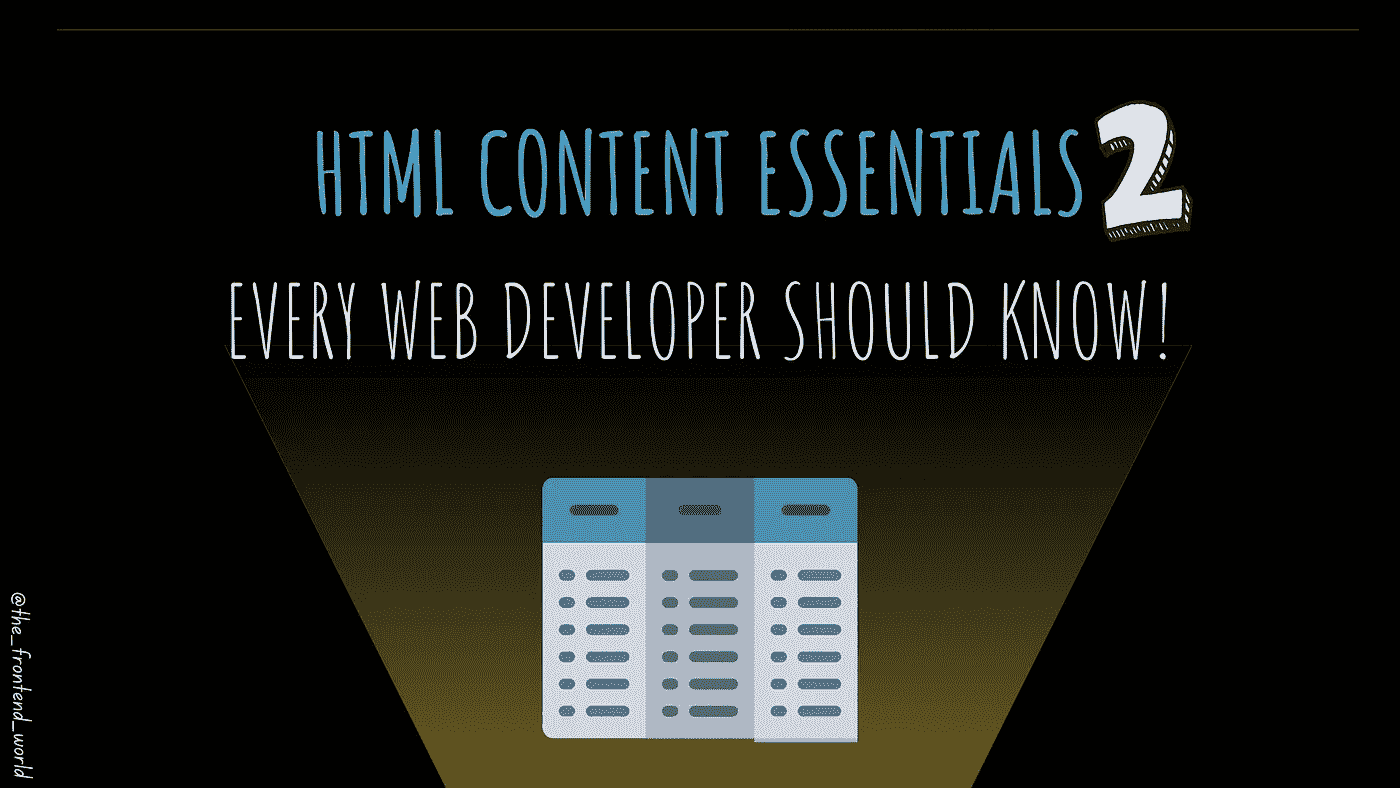 HTML CONTENT ESSENTIALS 2
EVERY WEB DEVELOPER SHOULD KNOW!
@the_frontend_world